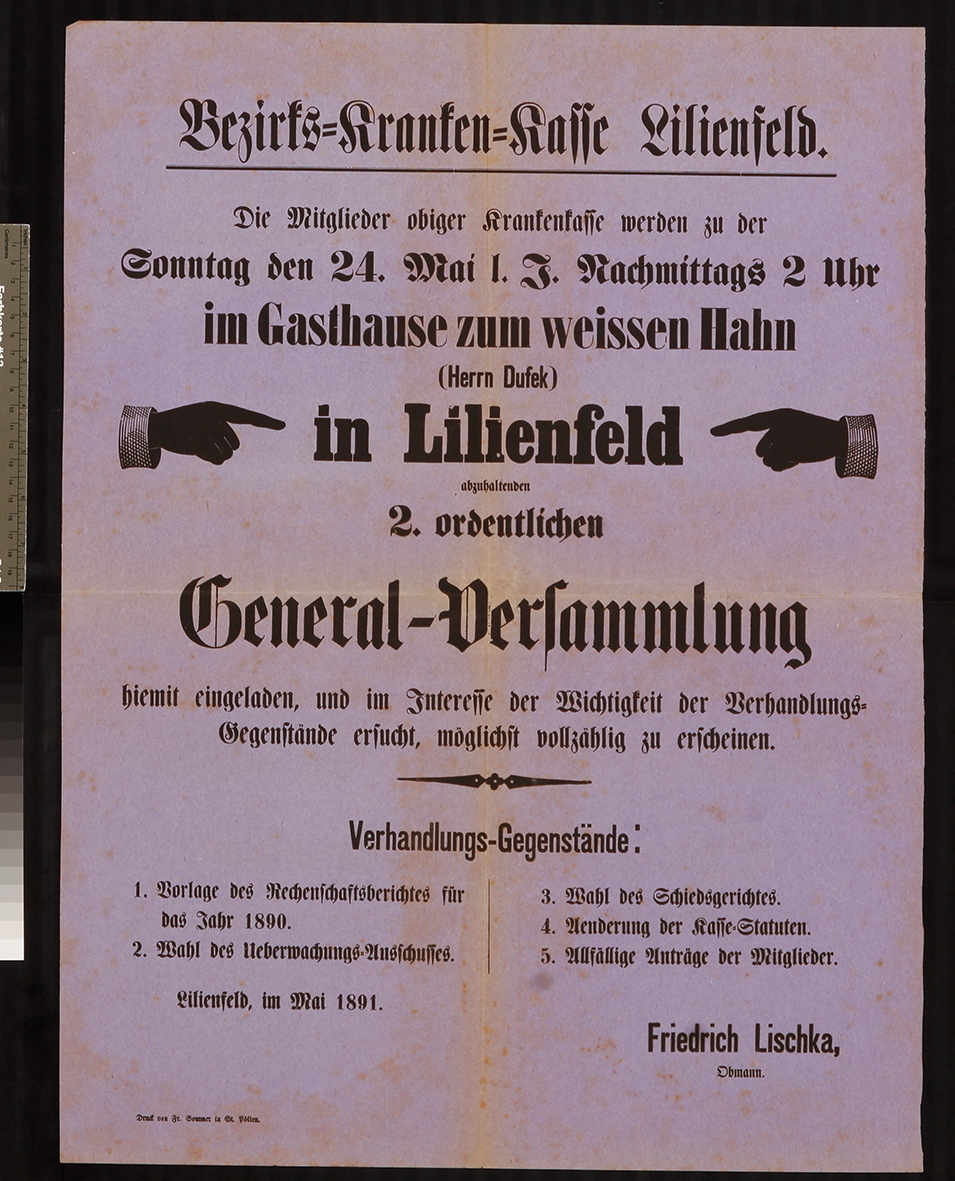 Bezirks-Kranken-Kasse Lilienfeld.
Die Mitglieder obiger Krankenkasse werden zu der
Sonntag den 24. Mai l. J. Nachmittags 2 Uhr
im Gasthause zum weissen Hahn
(Herrn Dufek)
in Lilienfeld
abzuhaltenden
2. ordentlichen
General-Versammlung
hiemit eingeladen, und im Interesse der Wichtigkeit der Verhandlungs-
Gegenstände ersucht, möglichst vollzählig zu erscheinen.
Verhandlungs-Gegenstände:
1. Vorlage des Rechenschaftsberichtes für
das Jahr 1890.
2. Wahl des Ueberwachungs-Ausschusses.
3. Wahl des Schiedsgerichtes.
4. Aenderung der Kasse-Statuten.
5. Allfällige Anträge der Mitglieder.
Lilienfeld, im Mai 1891.
Friedrich Lischka,
Obmann.
Druck von Fr. Sommer in St. Pölten.